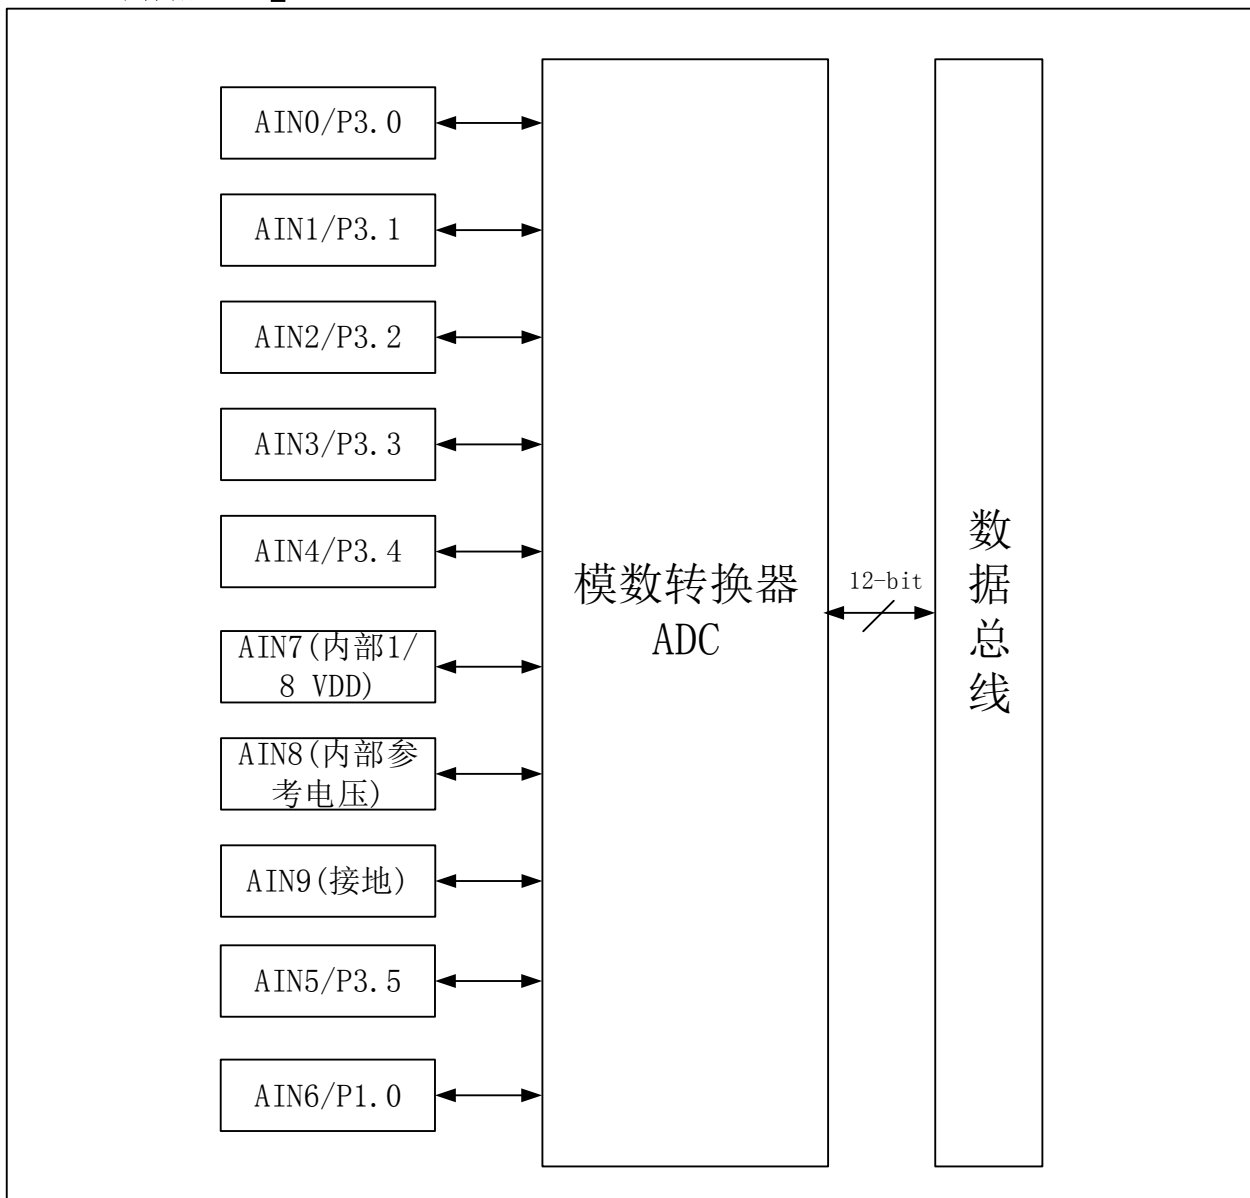 AIN0/P3.0
AIN1/P3.1
AIN2/P3.2
AIN3/P3.3
AIN4/P3.4
AIN7(内部1/
8 VDD)
AIN8(内部参
考电压)
AIN9(接地)
AIN5/P3.5
AIN6/P1.0
模数转换器
ADC
12-bit
数
据
总
线